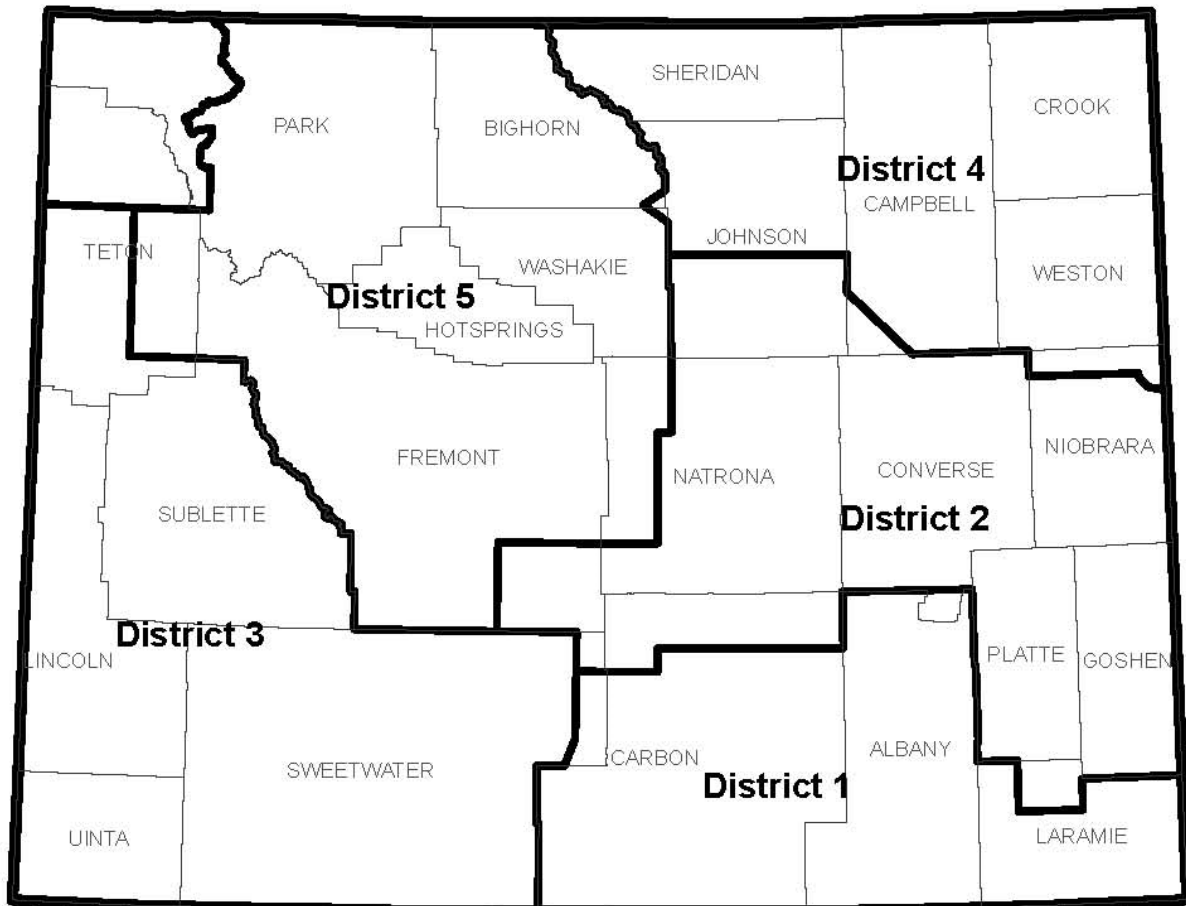 SHERIDAN
CROOK
PARK
BIGHORN
District 4
CAMPBELL
JOHNSON
TETON
WASHAKIE
WESTON
District 5
HOTSPRINGS
NIOBRARA
FREMONT
CONVERSE
NATRONA
SUBLETTE
District 2
District 3
PLATTE
LINCOLN
GOSHEN
ALBANY
CARBON
SWEETWATER
District 1
UINTA
LARAMIE